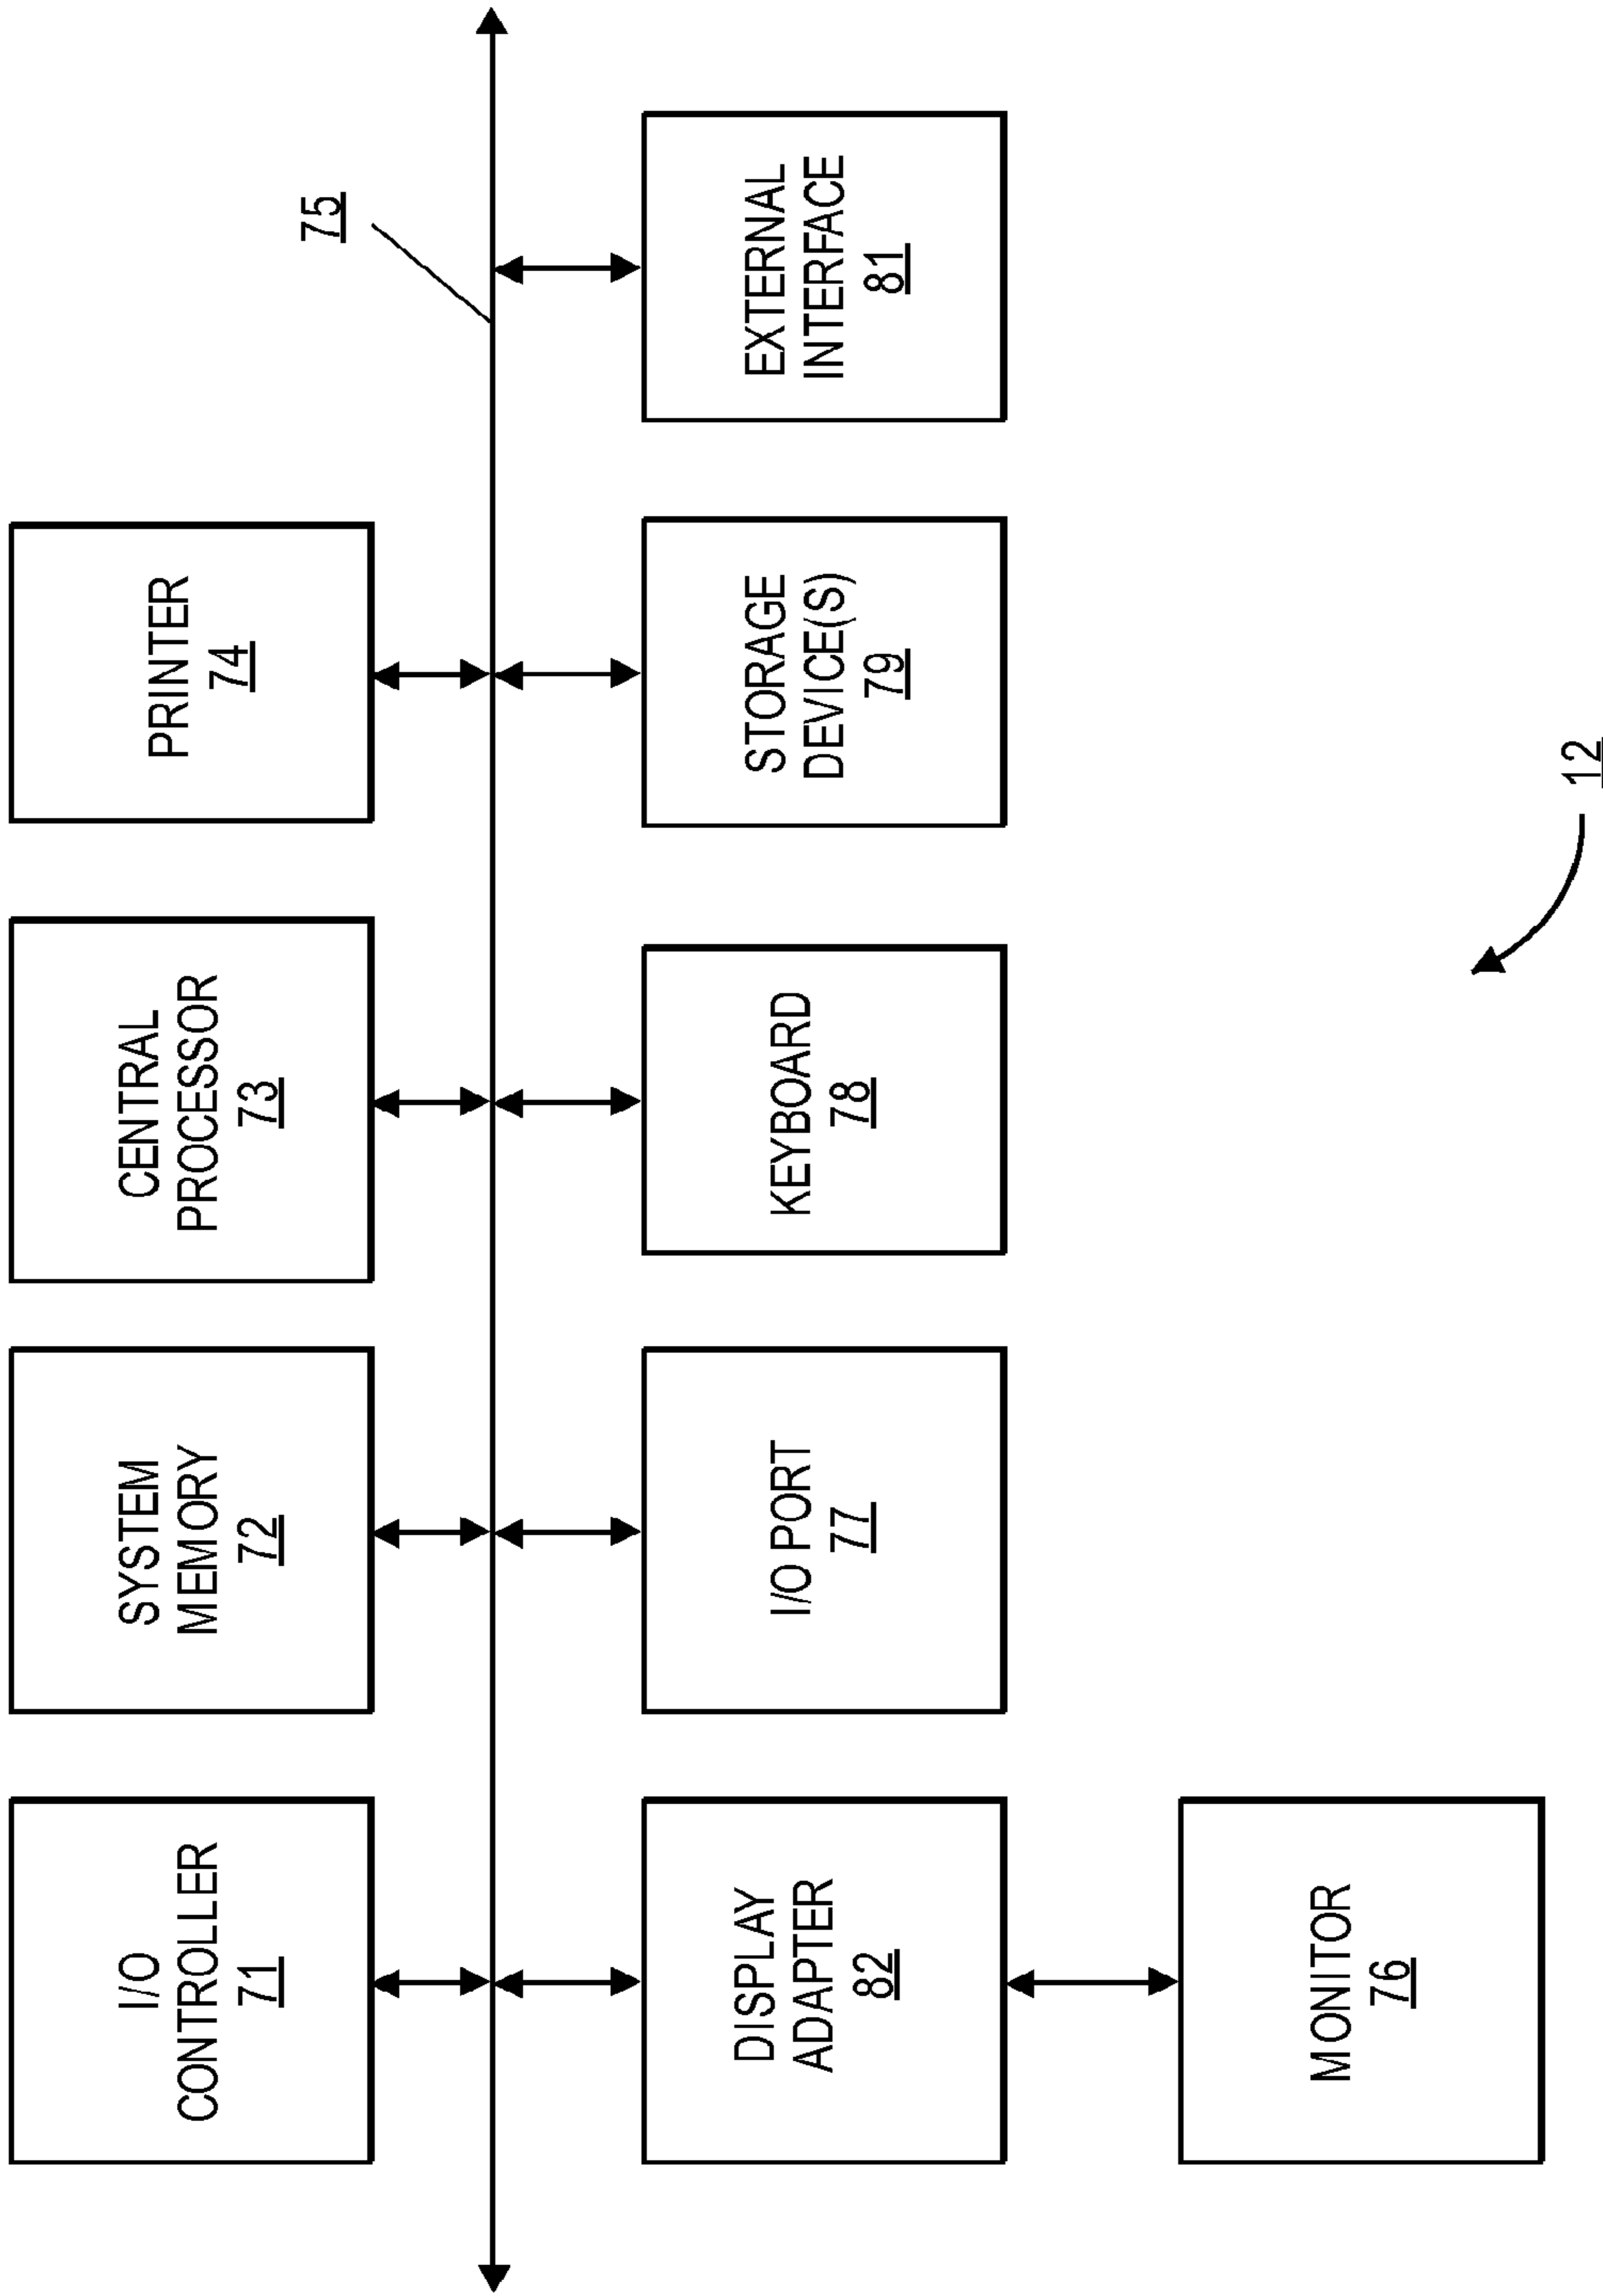 I/O
CONTROLLER
71
SYSTEM
MEMORY
72
CENTRAL
PROCESSOR
73
PRINTER
74
75
DISPLAY
ADAPTER
82
I/O PORT
77
KEYBOARD
78
STORAGE
DEVICE(S)
79
EXTERNAL
INTERFACE
81
MONITOR
76
12